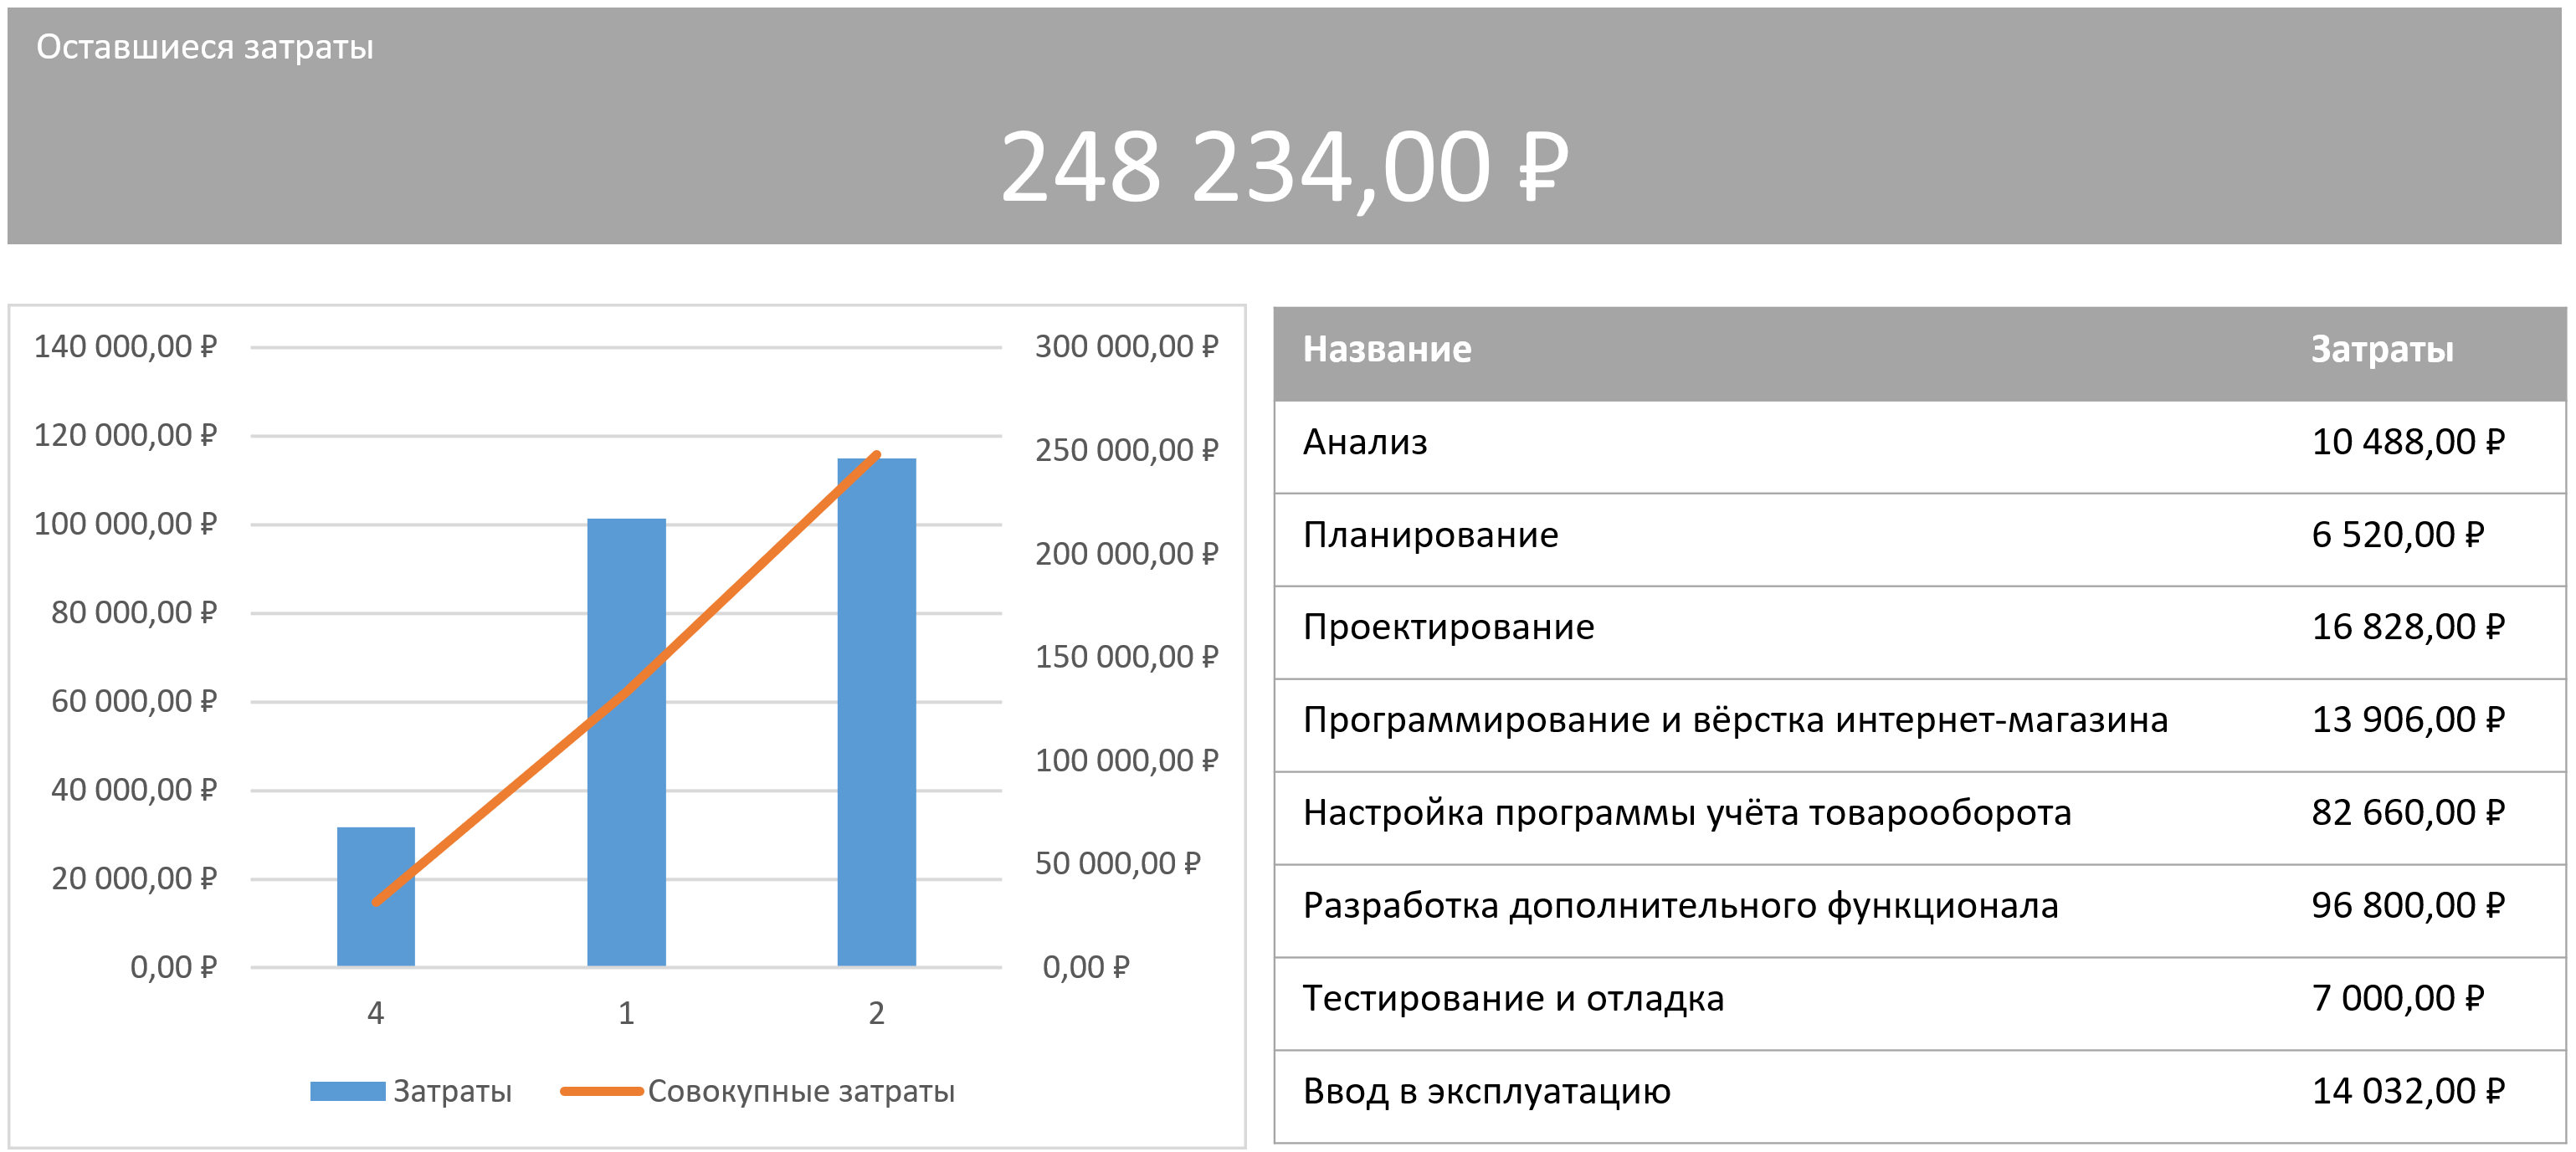 Оставшиеся затраты
248 234,00 ₽
140 000,00 ₽
120 000,00 ₽
100 000,00 ₽
80 000,00 ₽
60 000,00 ₽
40 000,00 ₽
20 000,00 ₽
0,00 ₽
300 000,00 ₽
250 000,00 ₽
200 000,00 ₽
150 000,00 ₽
100 000,00 ₽
50 000,00 ₽
0,00 ₽
4 1 2
Затраты Совокупные затраты
Название Затраты
Анализ 10 488,00 ₽
Планирование 6 520,00 ₽
Проектирование 16 828,00 ₽
Программирование и вёрстка интернет-магазина 13 906,00 ₽
Настройка программы учёта товарооборота 82 660,00 ₽
Разработка дополнительного функционала 96 800,00 ₽
Тестирование и отладка 7 000,00 ₽
Ввод в эксплуатацию 14 032,00 ₽